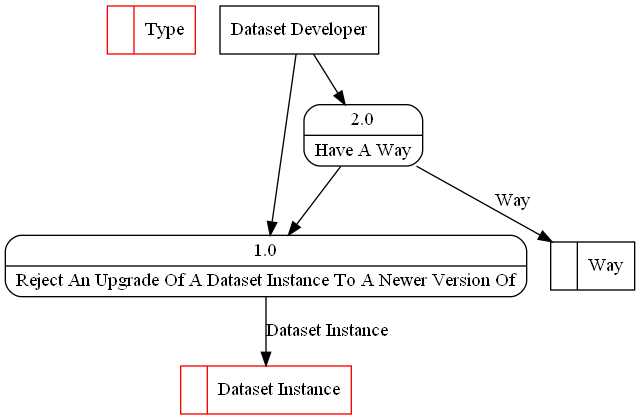 Type
Dataset Developer
2.0
Have A Way
Way
1.0
Way
Reject An Upgrade Of A Dataset Instance To A Newer Version Of
Dataset Instance
Dataset Instance